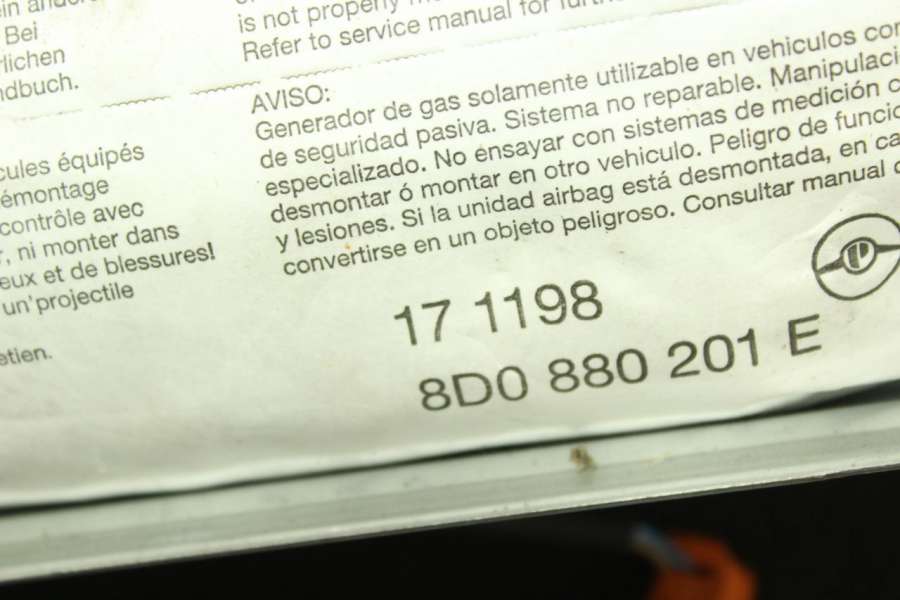 Bei
rlichen
ndbuch.
is not properly
Refer to service manual for
cules équipés
émontage
contrôle avec
, ni monter dans
eux et de blessures!
un'projectile
etien.
AVISO:
Generador de gas solamente utilizable en vehiculos con
de seguridad pasiva. Sistema no reparable. Manipulaci
especializado. No ensayar con sistemas de medición
desmontar ó montar en otro vehiculo. Peligro de funcio
y lesiones. Si la unidad airbag está desmontada, en ca
convertirse en un objeto peligroso. Consultar manual
17 1198
8D0 880 201 E